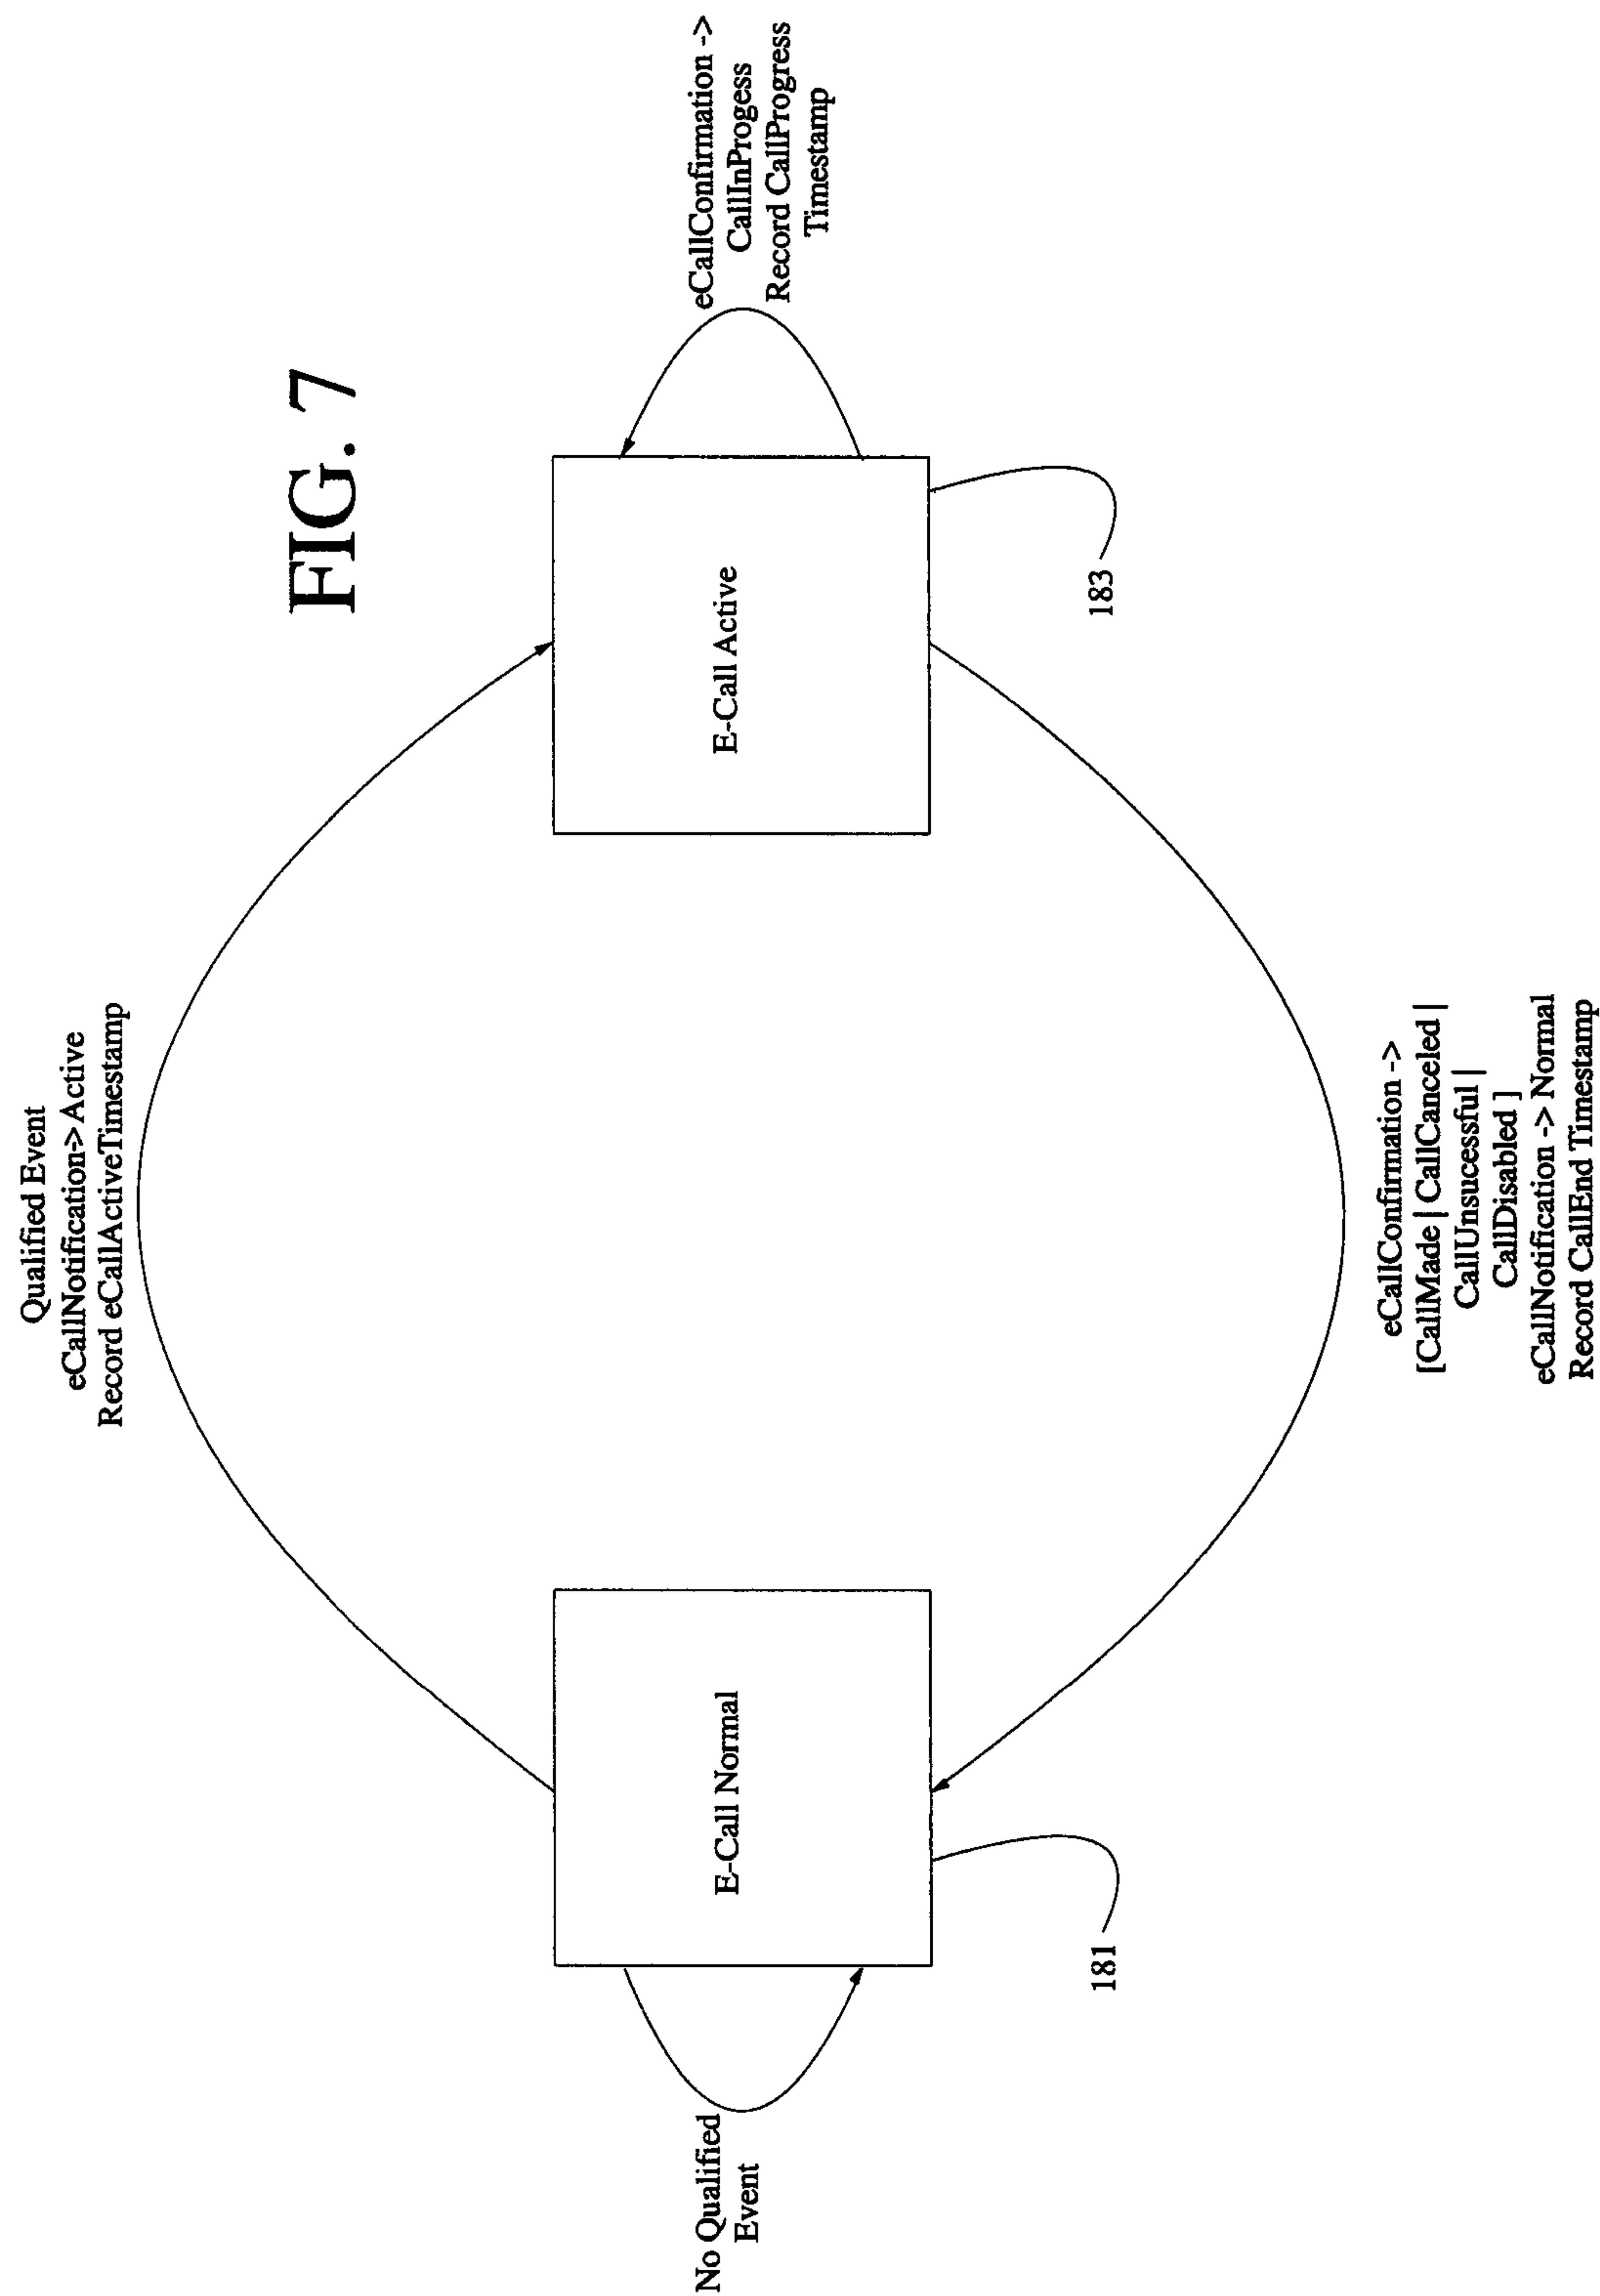 FIG. 7
Qualified Event
eCallNotification-> Active
Record eCallActiveTimestamp
No Qualified
Event
E-Call Normal
E-Call Active
eCallConfirmation ->
CallInProgess
Record CallProgress
Timestamp
181
183
eCallConfirmation ->
[CallMade | CallCanceled |
CallUnsucessful |
CallDisabled ]
eCallNotification -> Normal
Record CallEnd Timestamp